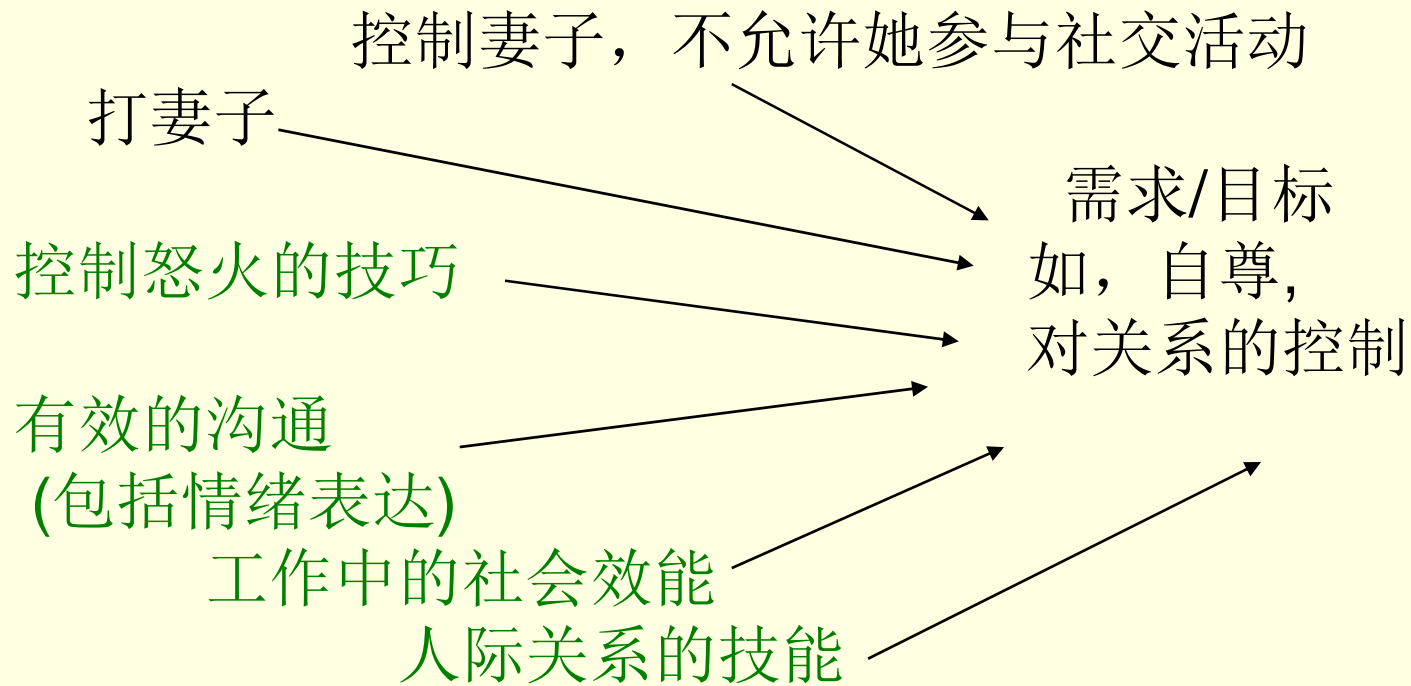 控制妻子，不允许她参与社交活动
打妻子
需求/目标
如，自尊,
对关系的控制
控制怒火的技巧
有效的沟通
(包括情绪表达)
工作中的社会效能
人际关系的技能